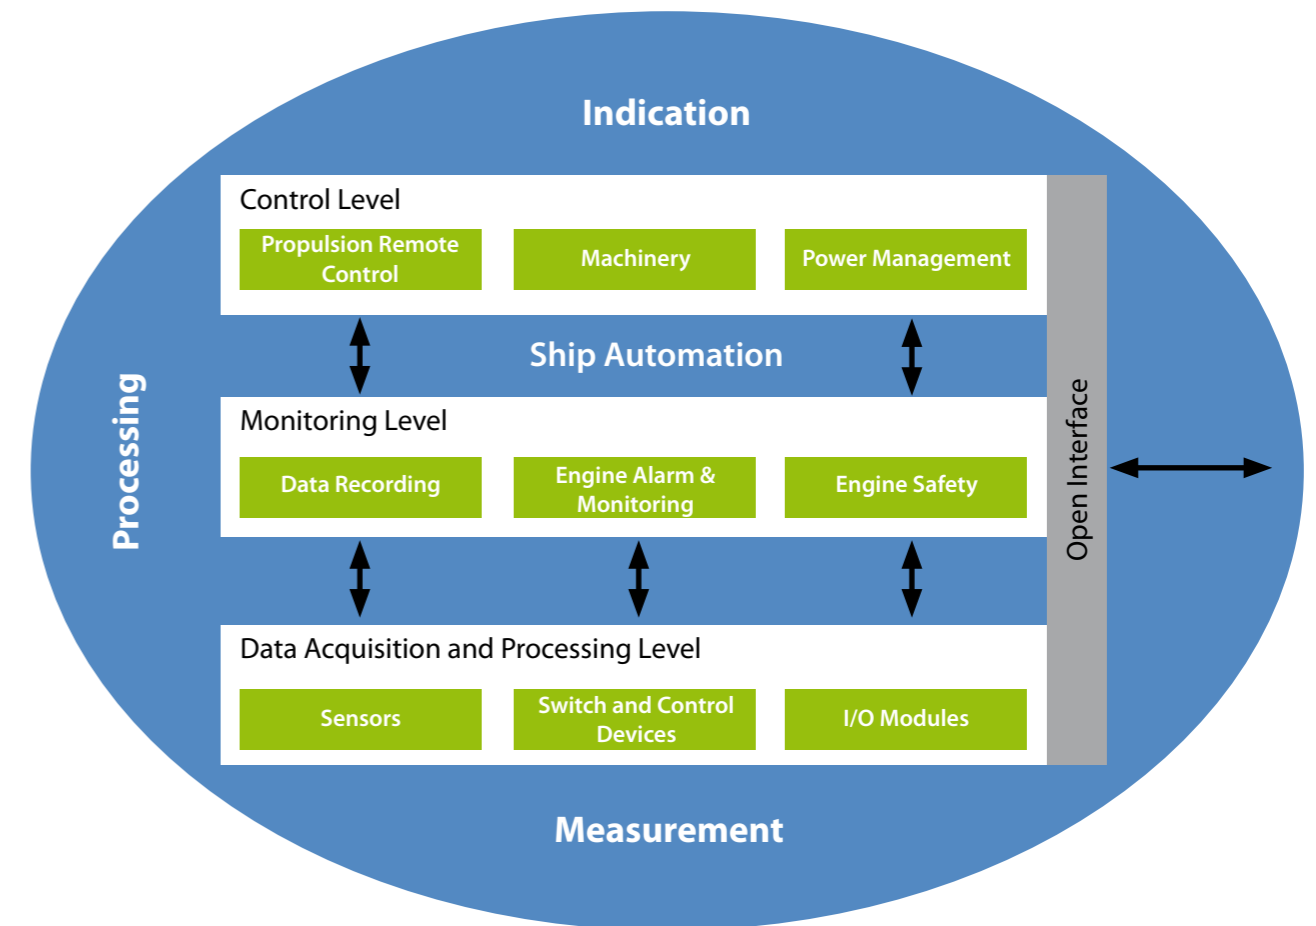 Indication
Control Level
Propulsion Remote
Control
Machinery
Power Management
Ship Automation
Processing
Monitoring Level
Data Recording
Engine Alarm &
Monitoring
Engine Safety
Open Interface
Data Acquisition and Processing Level
Sensors
Switch and Control
Devices
I/O Modules
Measurement